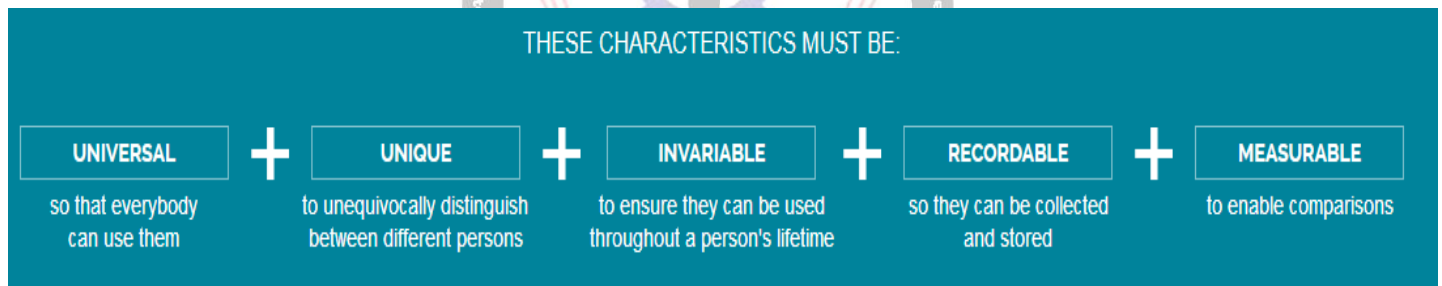 THESE CHARACTERISTICS MUST BE:
UNIVERSAL + UNIQUE + INVARIABLE + RECORDABLE + MEASURABLE
so that everybody
can use them
to unequivocally distinguish
between different persons
to ensure they can be used
throughout a person's lifetime
so they can be collected
and stored
to enable comparisons